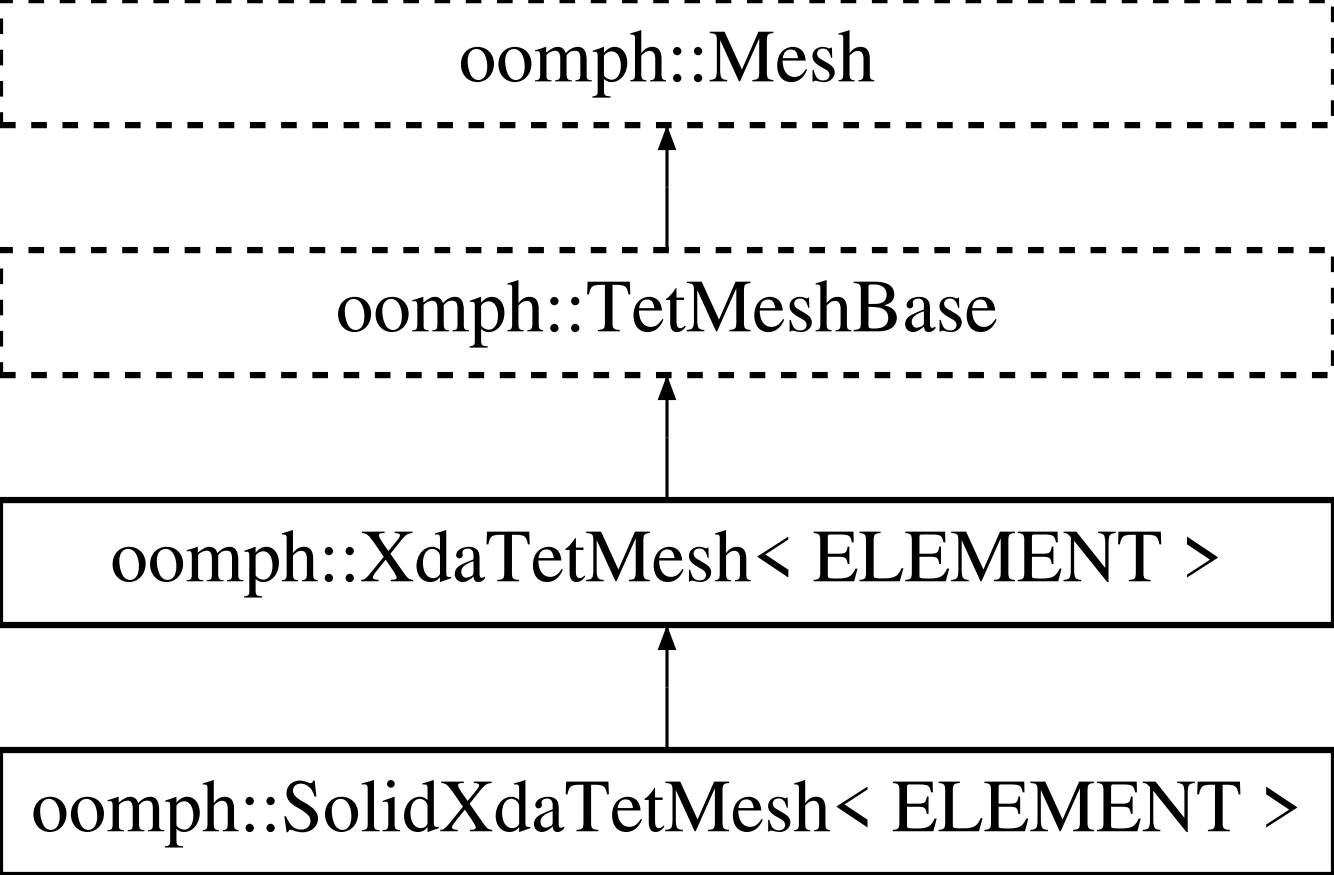 oomph::Mesh
oomph::TetMeshBase
oomph::XdaTetMesh< ELEMENT >
oomph::SolidXdaTetMesh< ELEMENT >